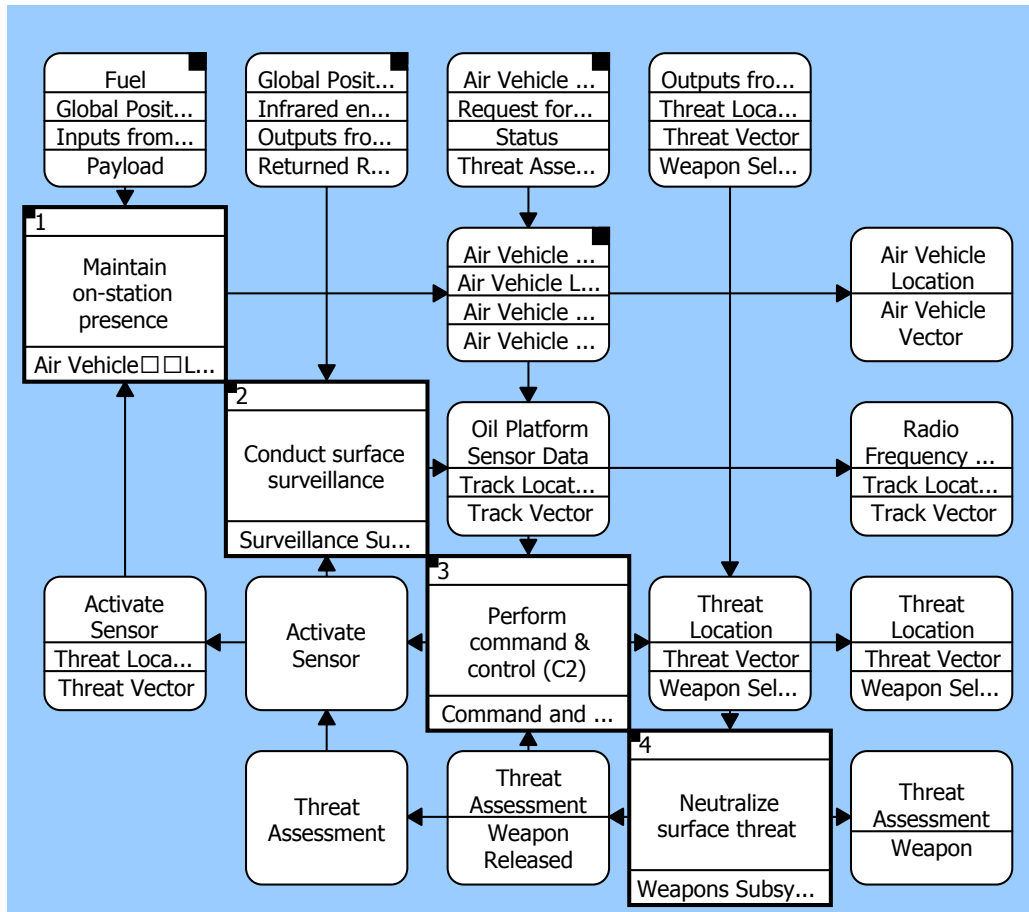 Fuel
Global Posit...
Inputs from...
Payload
Global Posit...
Infrared en...
Outputs fro...
Returned R...
Air Vehicle ...
Request for...
Status
Threat Asse...
Outputs fro...
Threat Loca...
Threat Vector
Weapon Sel...
1
Maintain
on-station
presence
Air Vehicle□□L...
Air Vehicle ...
Air Vehicle L...
Air Vehicle ...
Air Vehicle ...
Air Vehicle
Location
Air Vehicle
Vector
2
Conduct surface
surveillance
Surveillance Su...
Oil Platform
Sensor Data
Track Locat...
Track Vector
Radio
Frequency ...
Track Locat...
Track Vector
Activate
Sensor
Threat Loca...
Threat Vector
Activate
Sensor
3
Perform
command &
control (C2)
Command and ...
Threat
Location
Threat Vector
Weapon Sel...
Threat
Location
Threat Vector
Weapon Sel...
Threat
Assessment
Threat
Assessment
Weapon
Released
4
Neutralize
surface threat
Weapons Subsy...
Threat
Assessment
Weapon